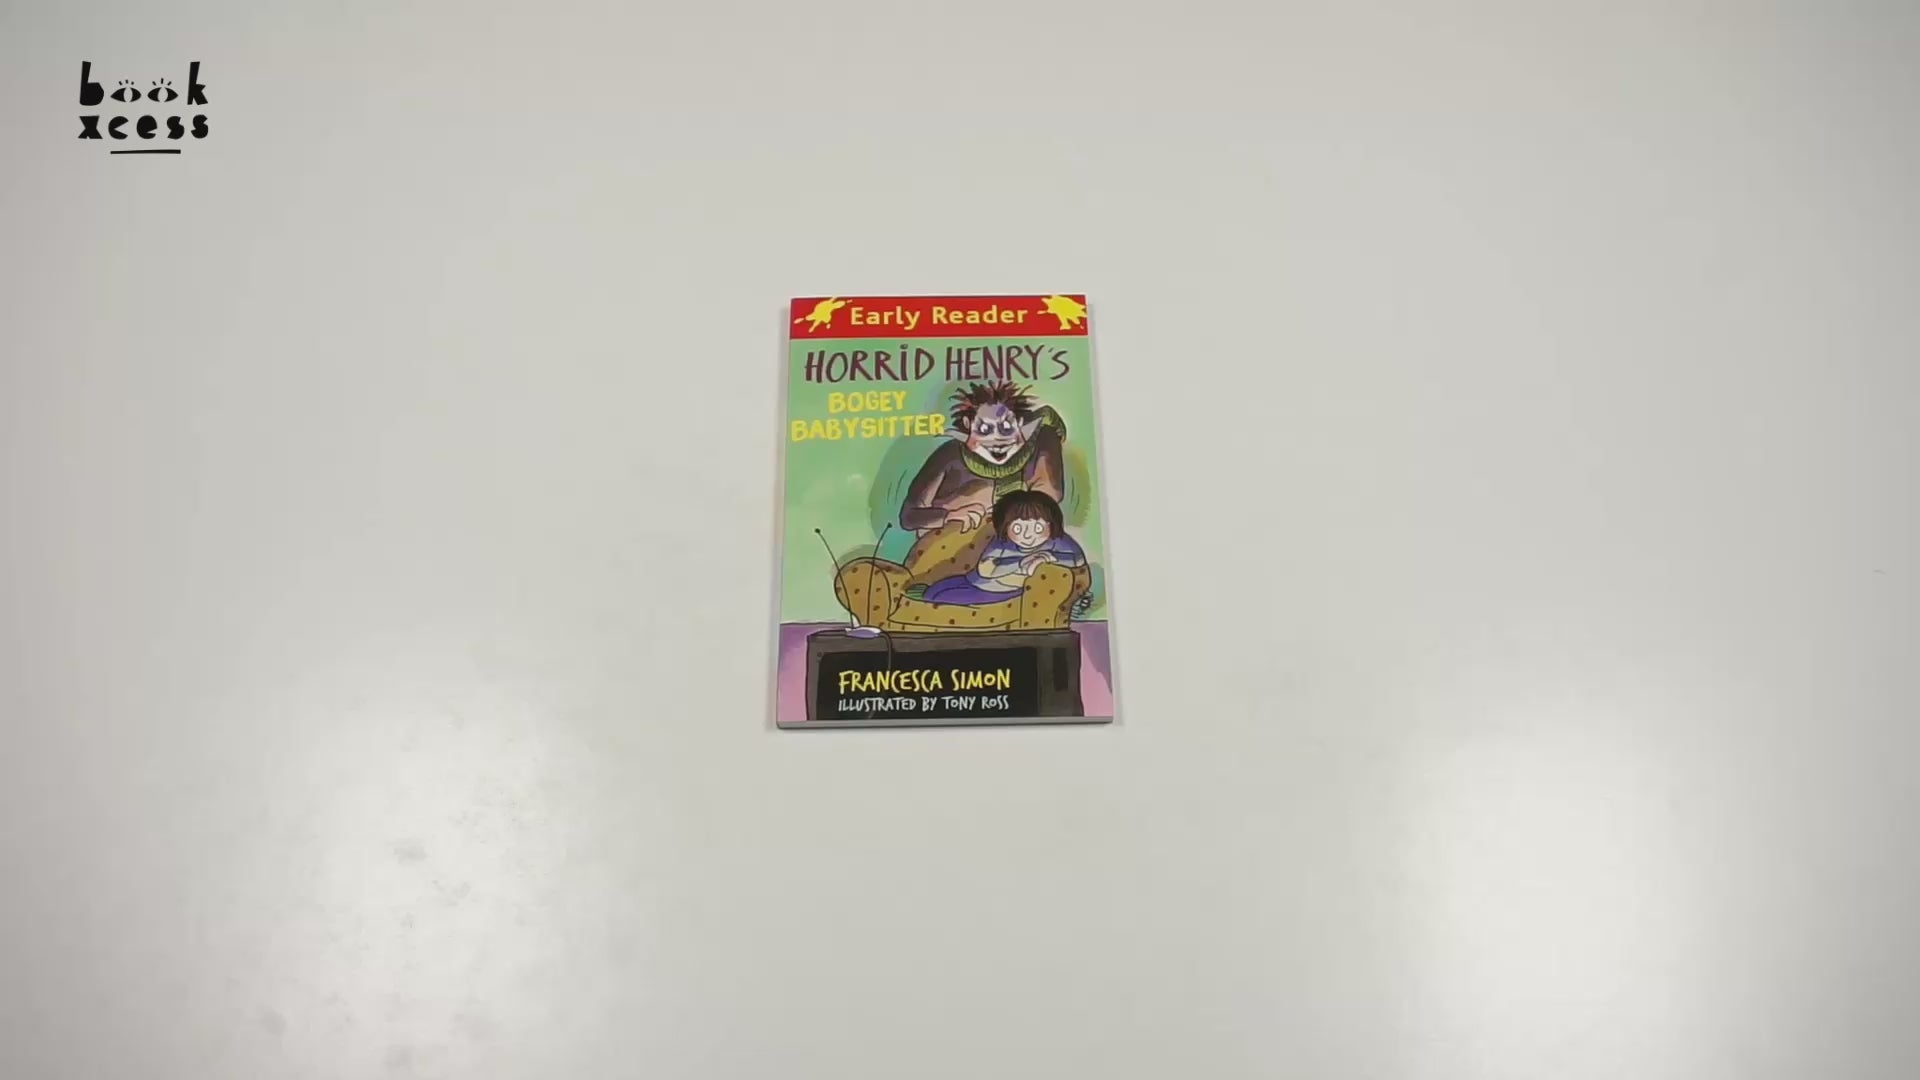 book
xcess
Early Reader
HORRID HENRY'S
BOGEY
BABYSITTER
FRANCESCA SIMON
ILLUSTRATED BY TONY ROSS